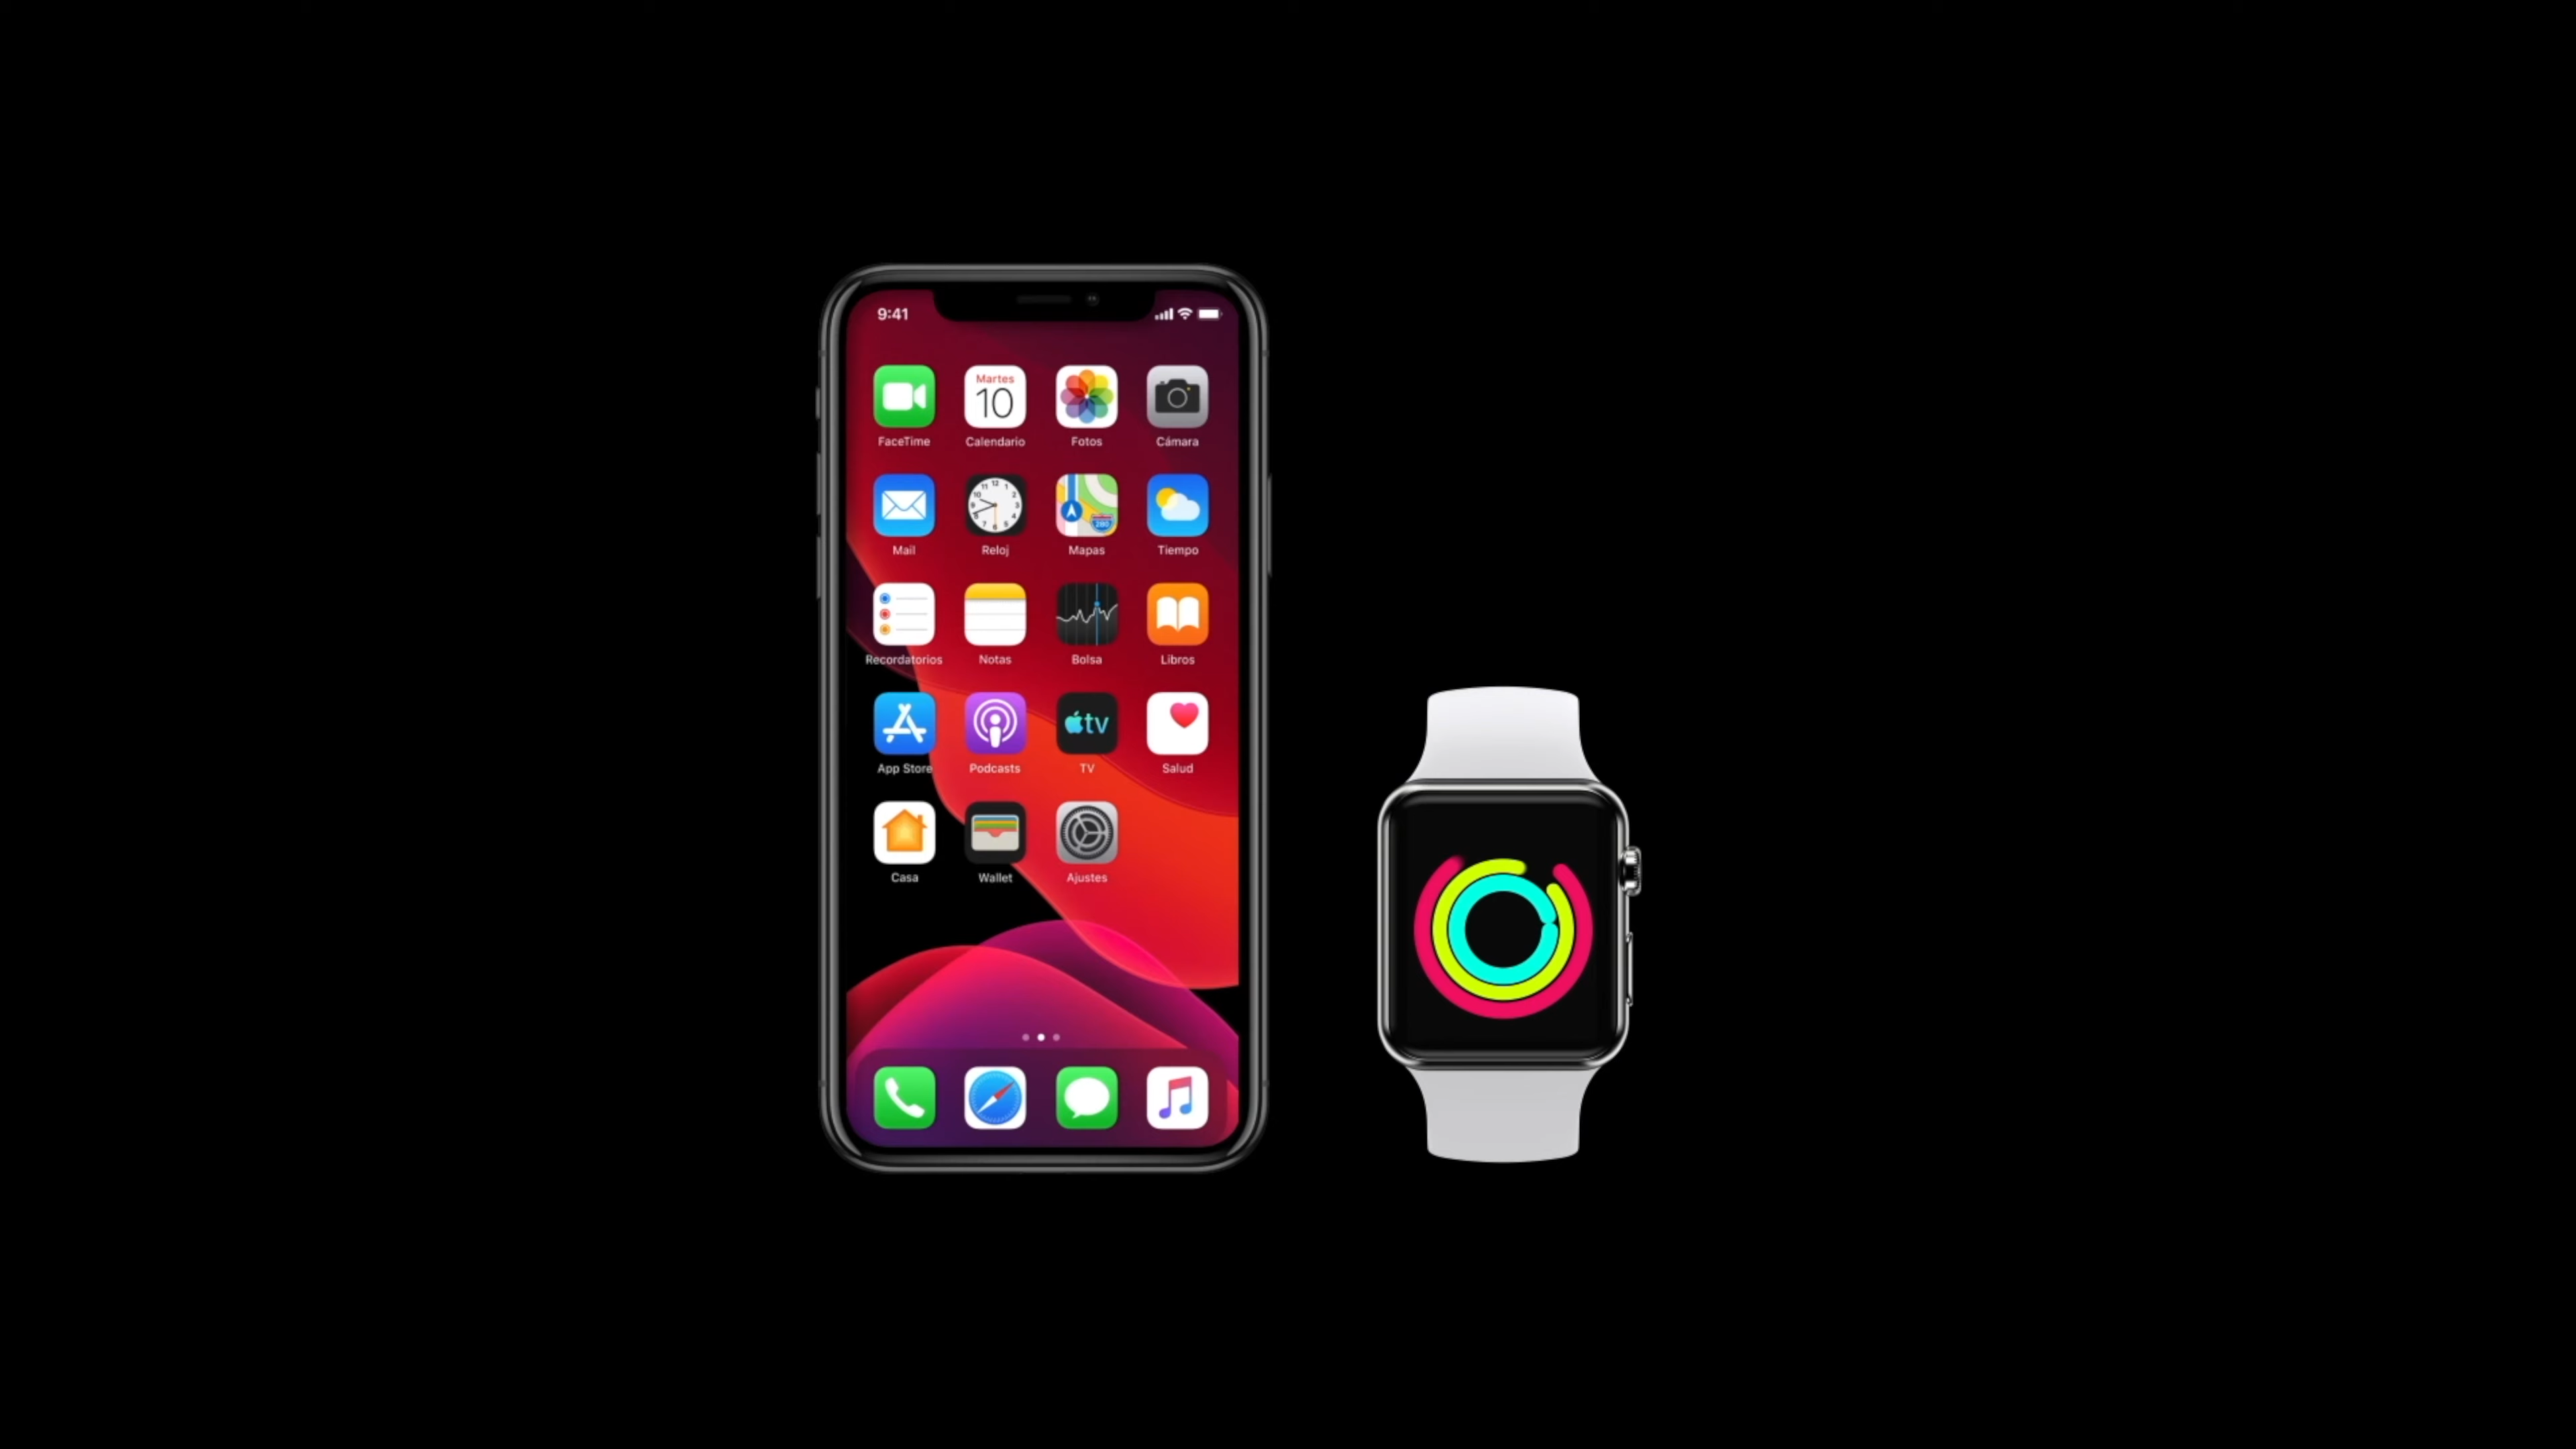 9:41
Martes
10
FaceTime
Calendario
Fotos
Cámara
280
Mail
Reloj
Mapas
Tiempo
Recordatorios
Notas
Bolsa
Libros
tv
App Store
Podcasts
TV
Salud
Casa
Wallet
Ajustes